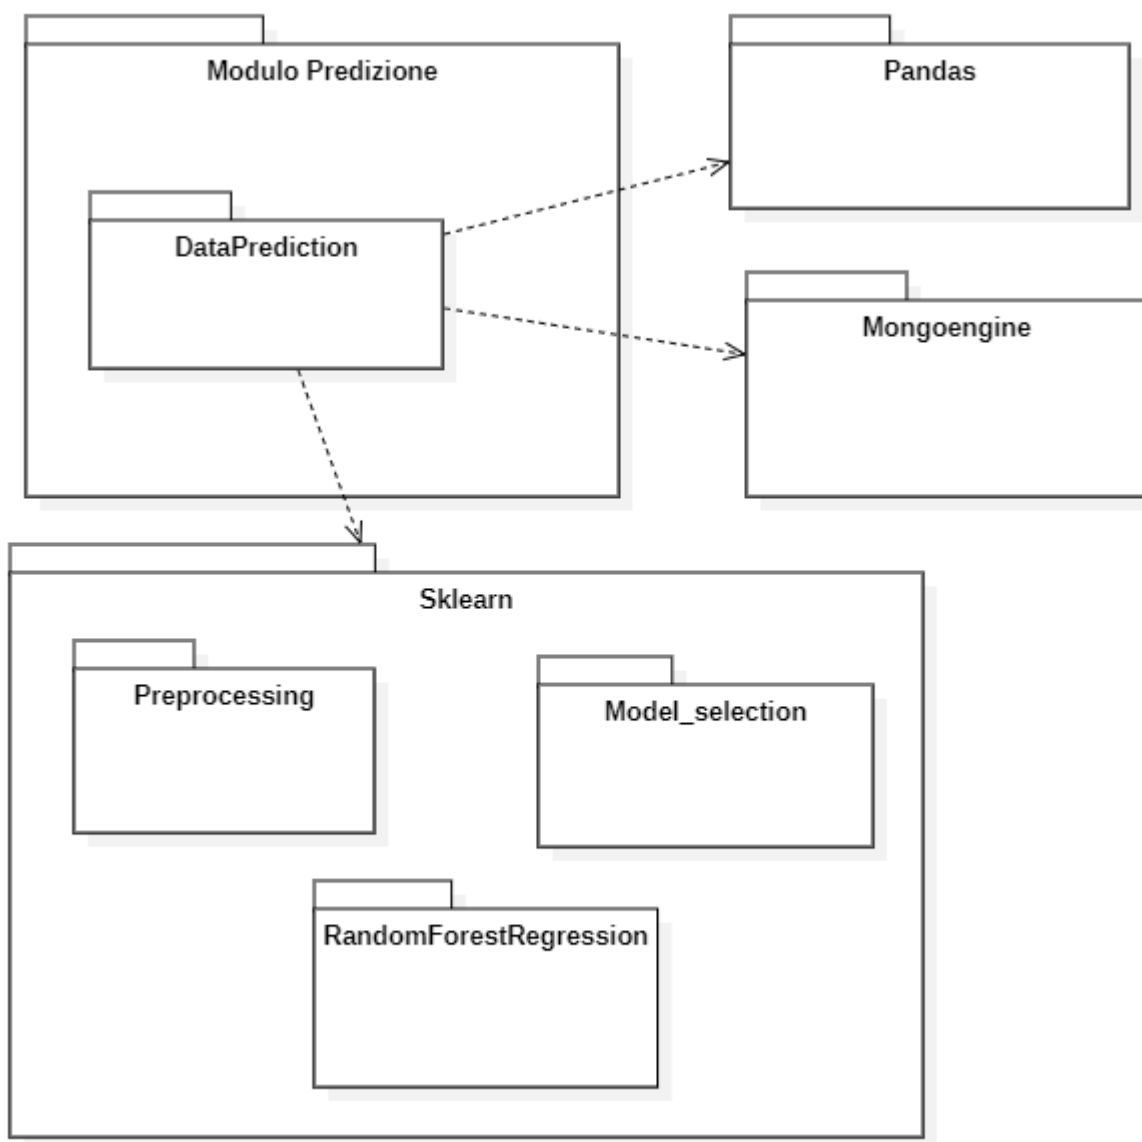 Modulo Predizione
Pandas
DataPrediction
Mongoengine
Sklearn
Preprocessing
Model_selection
RandomForestRegression